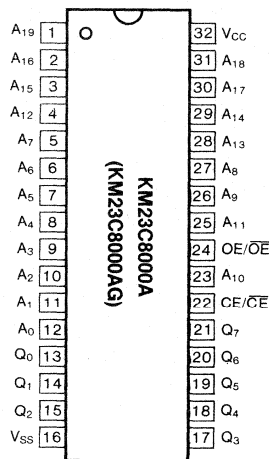 A19 1 32 VCC
A16 2 31 A18
A15 3 30 A17
A12 4 29 A14
A7 5 28 A13
A6 6 27 A8
A5 7 26 A9
A4 8 25 A11
A3 9 24 OE/O̅E̅
A2 10 23 A10
A1 11 22 CE/C̅E̅
A0 12 21 Q7
Q0 13 20 Q6
Q1 14 19 Q5
Q2 15 18 Q4
VSS 16 17 Q3
KM23C8000A
(KM23C8000AG)